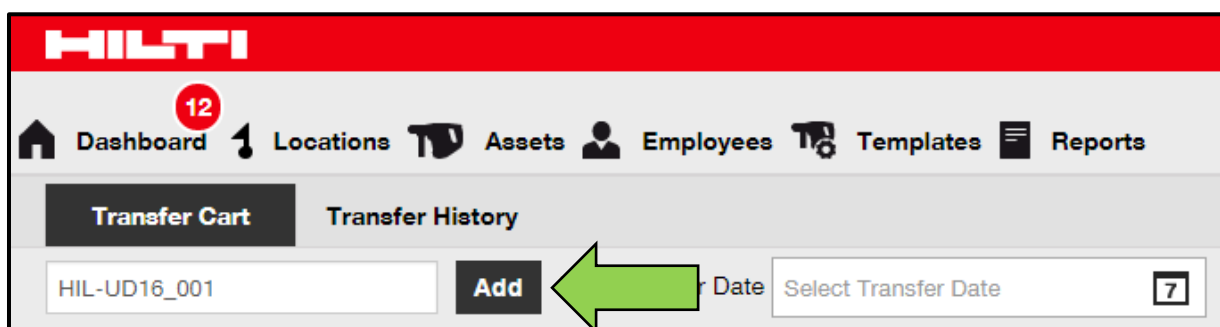 HILTI
12
Dashboard Locations Assets Employees Templates Reports
Transfer Cart Transfer History
HIL-UD16_001 Add r Date Select Transfer Date 7